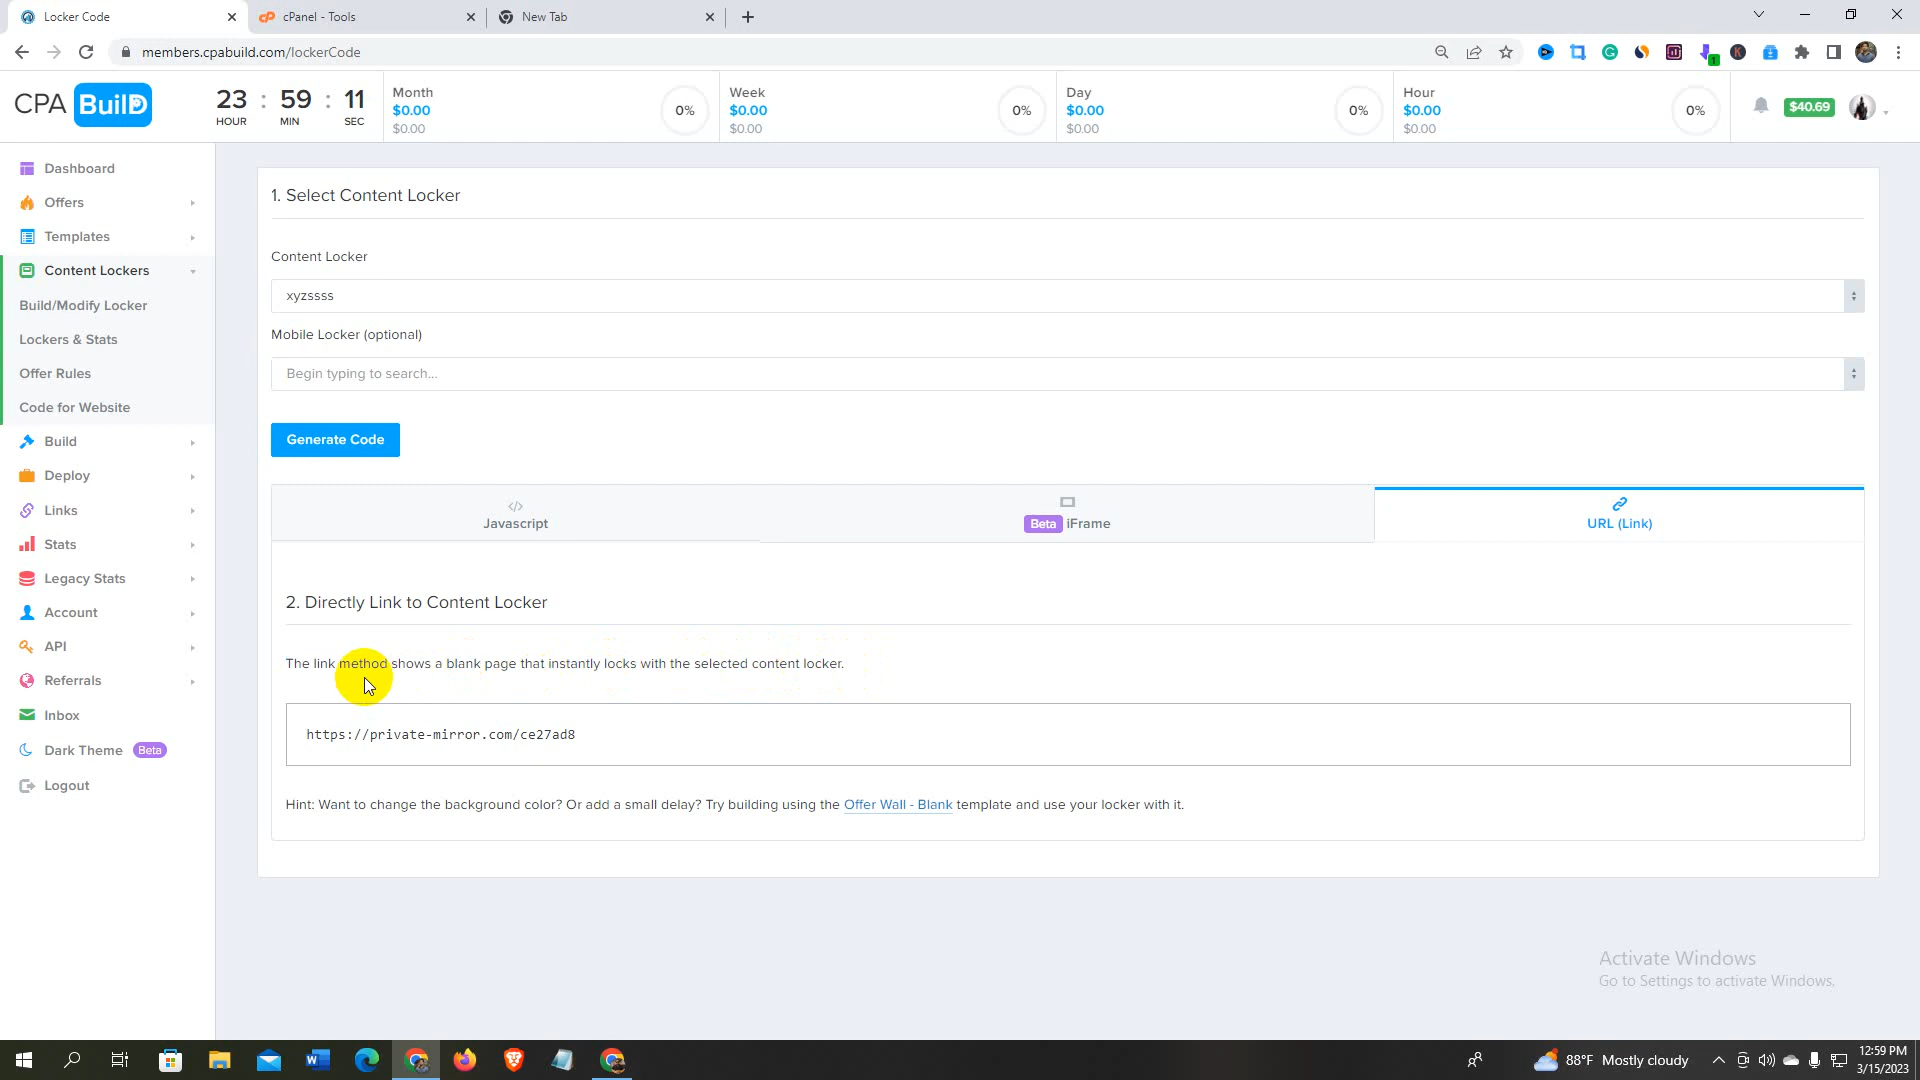 Locker Code
cPanel - Tools
New Tab
members.cpabuild.com/lockerCode
1
CPA BuilD
23 : 59 : 11
HOUR MIN SEC
Month
$0.00
$0.00
0%
Week
$0.00
$0.00
0%
Day
$0.00
$0.00
0%
Hour
$0.00
$0.00
0%
$40.69
Dashboard
Offers
Templates
Content Lockers
Build/Modify Locker
Lockers & Stats
Offer Rules
Code for Website
Build
Deploy
Links
Stats
Legacy Stats
Account
API
Referrals
Inbox
Dark Theme Beta
Logout
1. Select Content Locker
Content Locker
xyzssss
Mobile Locker (optional)
Begin typing to search...
Generate Code
Javascript
Beta iFrame
URL (Link)
2. Directly Link to Content Locker
The link method shows a blank page that instantly locks with the selected content locker.
https://private-mirror.com/ce27ad8
Hint: Want to change the background color? Or add a small delay? Try building using the Offer Wall - Blank template and use your locker with it.
Activate Windows
Go to Settings to activate Windows.
88°F Mostly cloudy
12:59 PM
3/15/2023